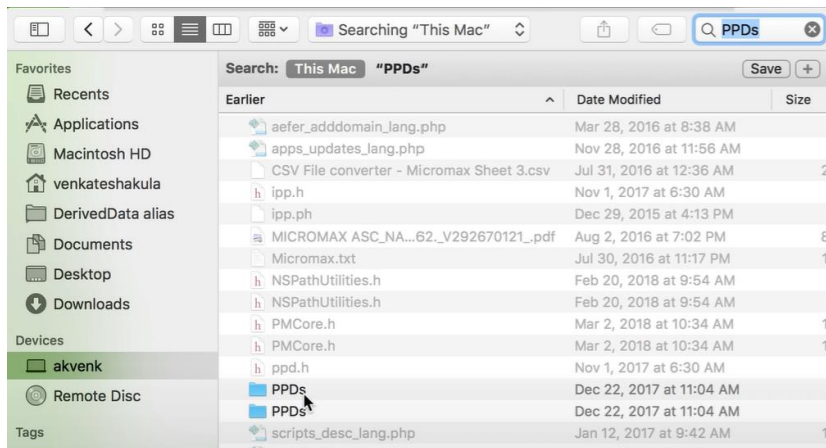 Searching "This Mac"
PPDs
Favorites
Recents
Applications
Macintosh HD
venkateshakula
DerivedData alias
Documents
Desktop
Downloads
Devices
akvenk
Remote Disc
Tags
Search: This Mac "PPDs" Save +
Earlier Date Modified Size
aefer_adddomain_lang.php Mar 28, 2016 at 8:38 AM
apps_updates_lang.php Nov 28, 2016 at 11:56 AM
CSV File converter - Micromax Sheet 3.csv Jul 31, 2016 at 12:36 AM 2
h ipp.h Nov 1, 2017 at 6:30 AM
ipp.ph Dec 29, 2015 at 4:13 PM
MICROMAX ASC_NA...62._V292670121_.pdf Aug 2, 2016 at 7:02 PM 8
Micromax.txt Jul 30, 2016 at 11:17 PM 1
h NSPathUtilities.h Feb 20, 2018 at 9:54 AM
h NSPathUtilities.h Feb 20, 2018 at 9:54 AM
h PMCore.h Mar 2, 2018 at 10:34 AM 1
h PMCore.h Mar 2, 2018 at 10:34 AM 1
h ppd.h Nov 1, 2017 at 6:30 AM
PPDs Dec 22, 2017 at 11:04 AM
PPDs Dec 22, 2017 at 11:04 AM
scripts_desc_lang.php Jan 12, 2017 at 9:42 AM 1